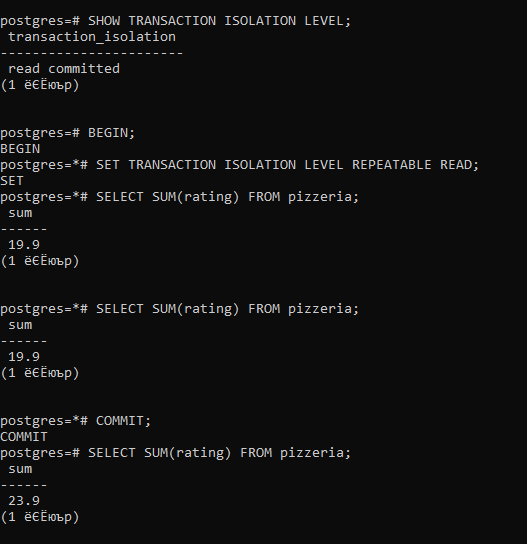 postgres=# SHOW TRANSACTION ISOLATION LEVEL;
transaction_isolation
-----------------------
read committed
(1 ёЄЁюър)
postgres=# BEGIN;
BEGIN
postgres=*# SET TRANSACTION ISOLATION LEVEL REPEATABLE READ;
SET
postgres=*# SELECT SUM(rating) FROM pizzeria;
sum
------
19.9
(1 ёЄЁюър)
postgres=*# SELECT SUM(rating) FROM pizzeria;
sum
------
19.9
(1 ёЄЁюър)
postgres=*# COMMIT;
COMMIT
postgres=# SELECT SUM(rating) FROM pizzeria;
sum
------
23.9
(1 ёЄЁюър)